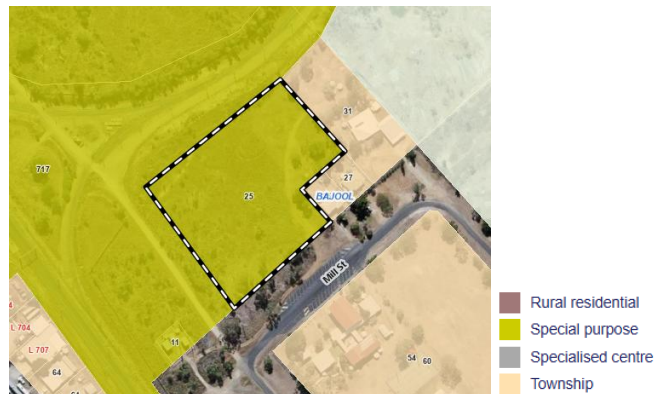 31
717
27
25
BAJOOL
Mill St
L 704
11
L 707
54
60
64
Rural residential
Special purpose
Specialised centre
Township